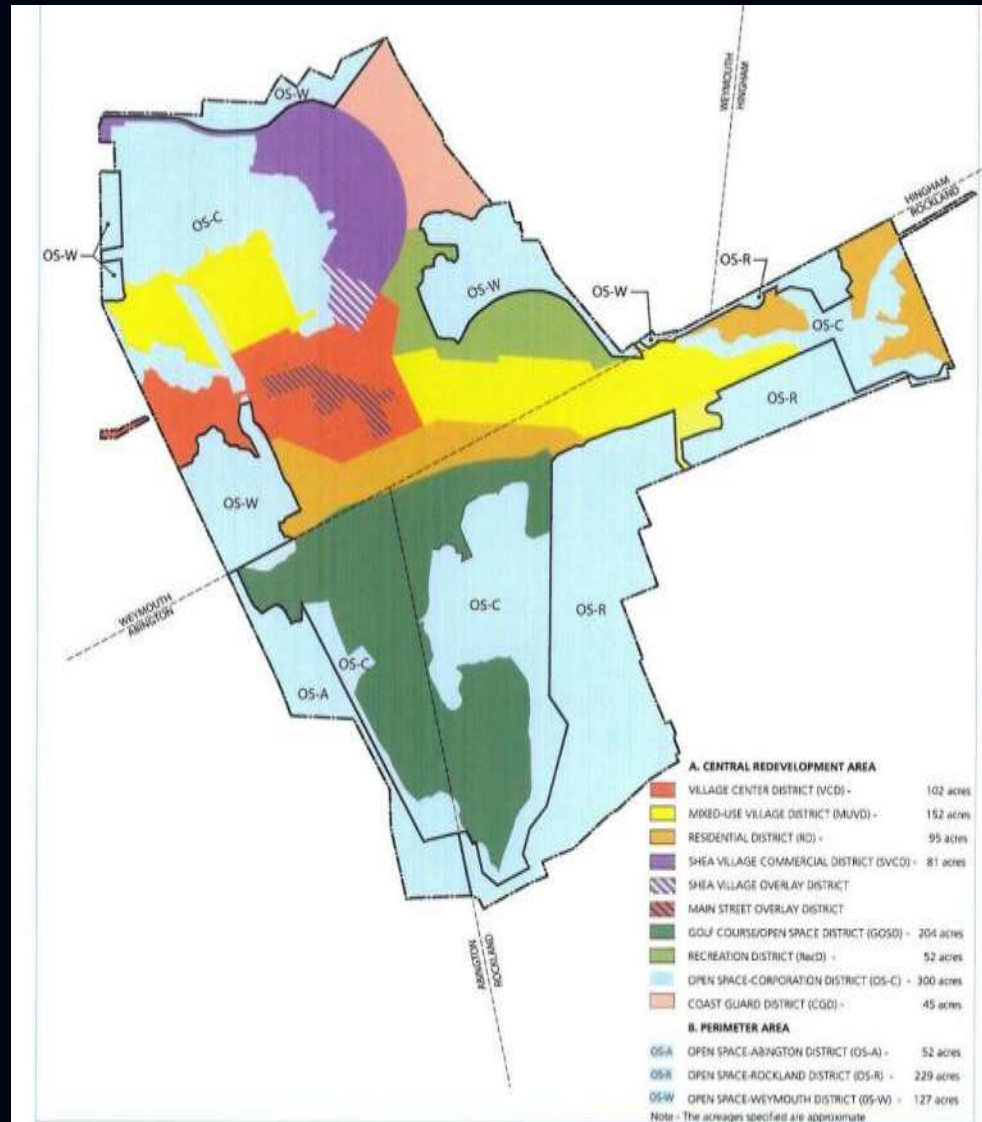 OS-W
WEYMOUTH
HINGHAM
HINGHAM
ROCKLAND
OS-C
OS-W
OS-W
OS-W
OS-R
OS-C
OS-R
OS-W
WEYMOUTH
ABINGTON
OS-C
OS-R
OS-C
OS-A
ABINGTON
ROCKLAND
A. CENTRAL REDEVELOPMENT AREA
VILLAGE CENTER DISTRICT (VCD) - 102 acres
MIXED-USE VILLAGE DISTRICT (MUVD) - 152 acres
RESIDENTIAL DISTRICT (RD) - 95 acres
SHEA VILLAGE COMMERCIAL DISTRICT (SVCD) - 81 acres
SHEA VILLAGE OVERLAY DISTRICT
MAIN STREET OVERLAY DISTRICT
GOLF COURSE/OPEN SPACE DISTRICT (GOSD) - 204 acres
RECREATION DISTRICT (RecD) - 52 acres
OPEN SPACE-CORPORATION DISTRICT (OS-C) - 300 acres
COAST GUARD DISTRICT (CGD) - 45 acres
B. PERIMETER AREA
OS-A OPEN SPACE-ABINGTON DISTRICT (OS-A) - 52 acres
OS-R OPEN SPACE-ROCKLAND DISTRICT (OS-R) - 229 acres
OS-W OPEN SPACE-WEYMOUTH DISTRICT (OS-W) - 127 acres
Note - The acreages specified are approximate